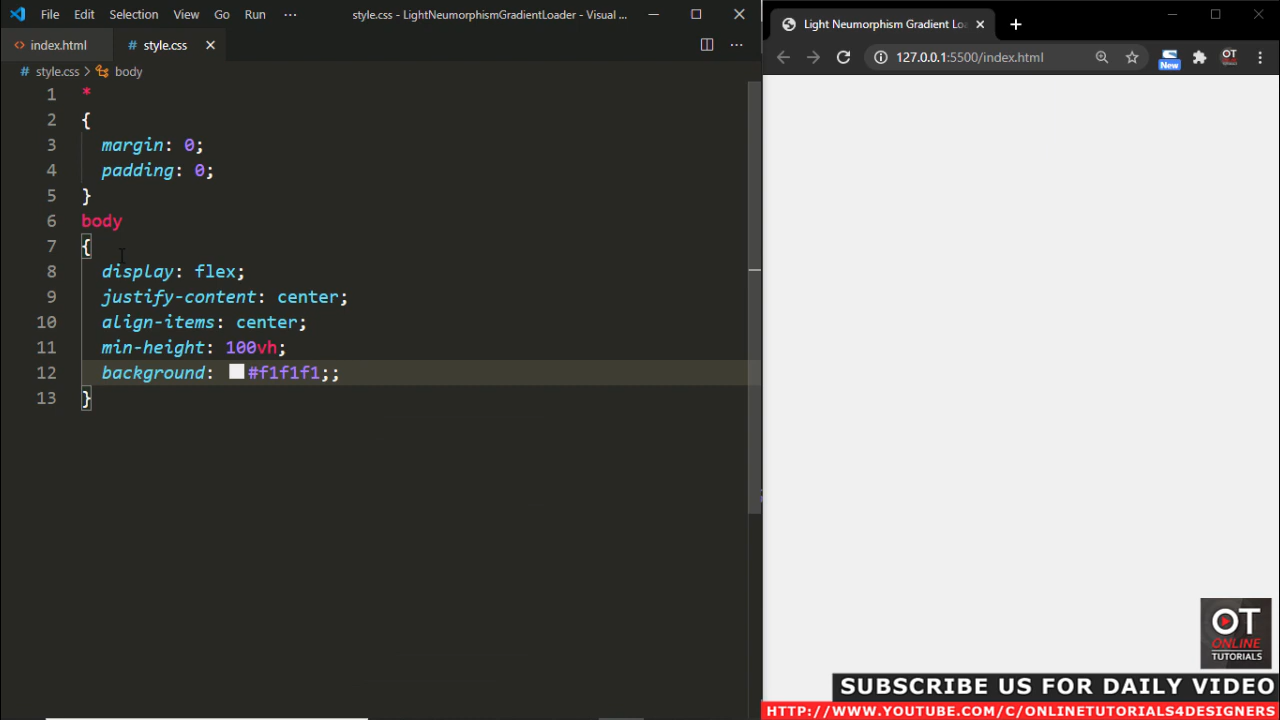 File Edit Selection View Go Run ··· style.css - LightNeumorphismGradientLoader - Visual ...
index.html # style.css
# style.css > body
1 *
2 {
3 margin: 0;
4 padding: 0;
5 }
6 body
7 {
8 display: flex;
9 justify-content: center;
10 align-items: center;
11 min-height: 100vh;
12 background: #f1f1f1;;
13 }
Light Neumorphism Gradient Loa
127.0.0.1:5500/index.html
New
OT
OT
ONLINE
TUTORIALS
SUBSCRIBE US FOR DAILY VIDEO
HTTP://WWW.YOUTUBE.COM/C/ONLINETUTORIALS4DESIGNERS